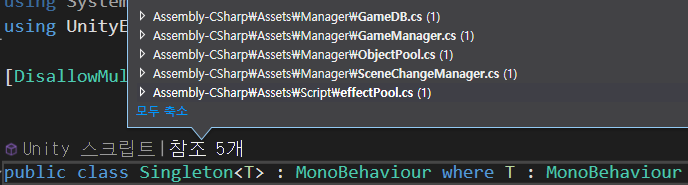 using System
using UnityE
[DisallowMul
Assembly-CSharp₩Assets₩Manager₩GameDB.cs (1)
Assembly-CSharp₩Assets₩Manager₩GameManager.cs (1)
Assembly-CSharp₩Assets₩Manager₩ObjectPool.cs (1)
Assembly-CSharp₩Assets₩Manager₩SceneChangeManager.cs (1)
Assembly-CSharp₩Assets₩Script₩effectPool.cs (1)
모두 축소
Unity 스크립트|참조 5개
public class Singleton<T> : MonoBehaviour where T : MonoBehaviour